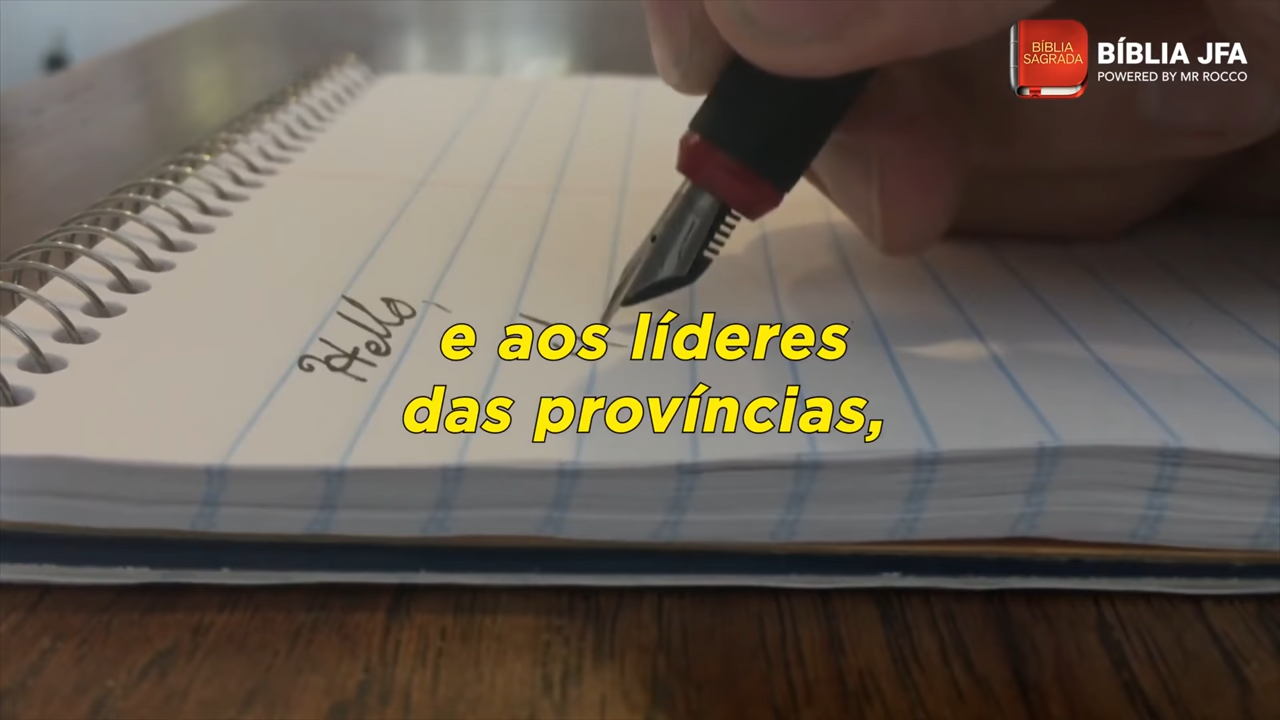 BÍBLIA
SAGRADA
BÍBLIA JFA
POWERED BY MR ROCCO
Hello,
e aos líderes
das províncias,